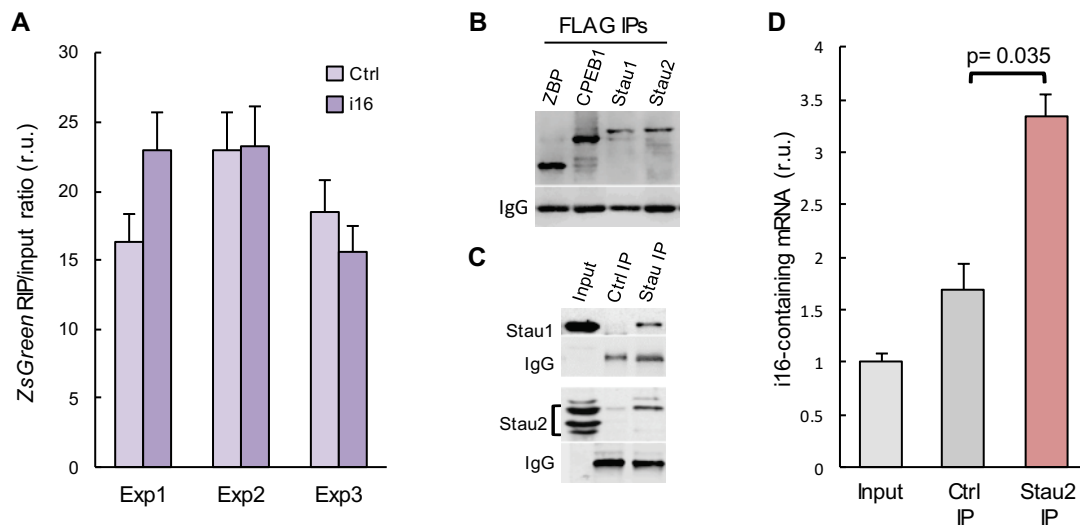 A
ZsGreen RIP/input ratio (r.u.)
30
25
20
15
10
5
0
Ctrl
i16
Exp1 Exp2 Exp3
B
FLAG IPs
ZBP CPEB1 Stau1 Stau2
IgG
C
Input Ctrl IP Stau IP
Stau1
IgG
Stau2
IgG
D
i16-containing mRNA (r.u.)
4
3.5
3
2.5
2
1.5
1
0.5
0
p= 0.035
Input Ctrl IP Stau2 IP